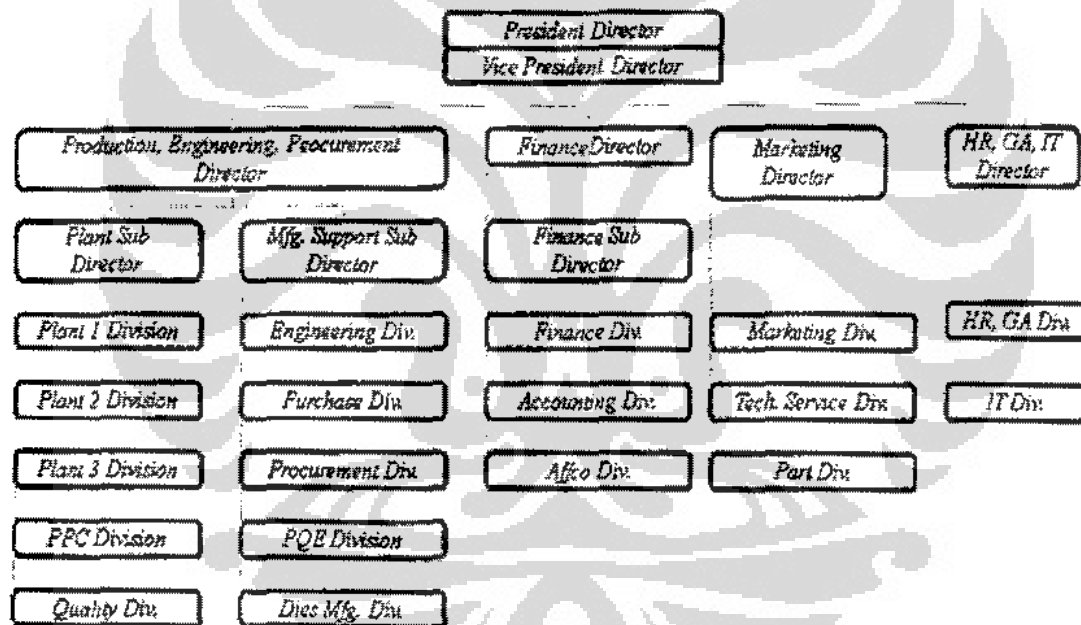 President Director
Vice President Director
Production, Engineering, Procurement
Director
Finance Director
Marketing
Director
HR, GA, IT
Director
Plant Sub
Director
Mfg. Support Sub
Director
Finance Sub
Director
Plant 1 Division
Engineering Div.
Finance Div.
Marketing Div.
HR, GA Div.
Plant 2 Division
Purchase Div.
Accounting Div.
Tech. Service Div.
IT Div.
Plant 3 Division
Procurement Div.
Affco Div.
Part Div.
PPC Division
PQE Division
Quality Div.
Dies Mfg. Div.